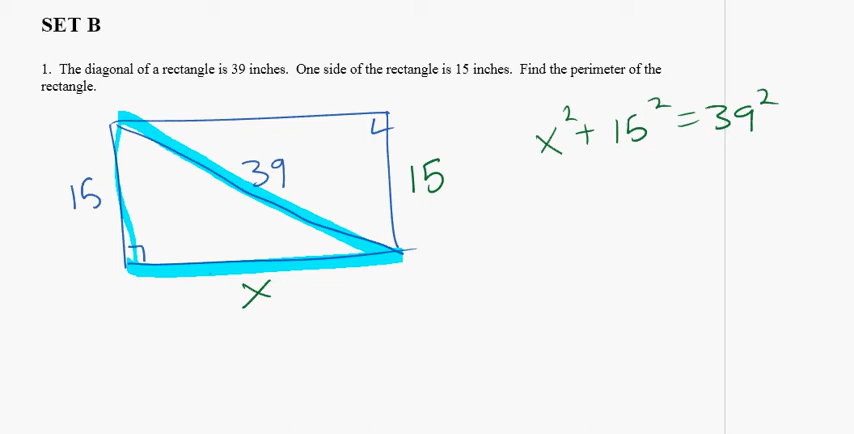 SET B
1. The diagonal of a rectangle is 39 inches. One side of the rectangle is 15 inches. Find the perimeter of the
rectangle.
x² + 15² = 39²
39
15
15
x